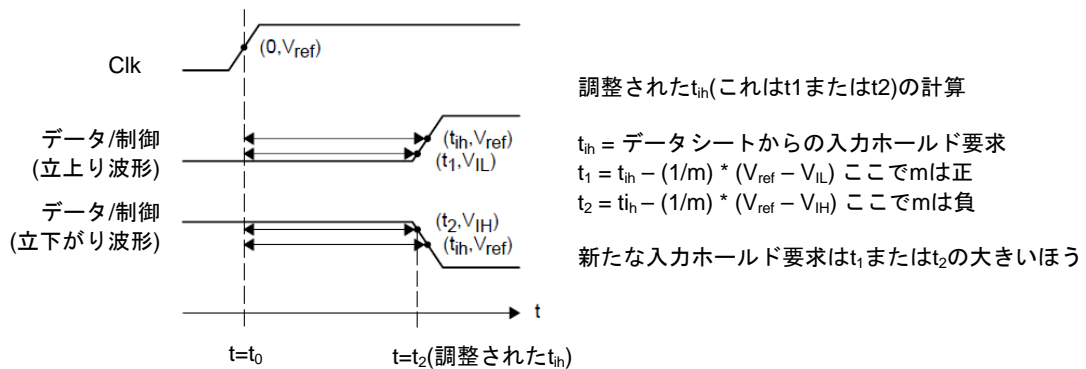 Clk
(0,Vref)
データ/制御
(立上り波形)
(tih,Vref)
(t1,VIL)
データ/制御
(立下がり波形)
(t2,VIH)
(tih,Vref)
t
t=t0
t=t2(調整されたtih)
調整されたtih(これはt1またはt2)の計算
tih = データシートからの入力ホールド要求
t1 = tih – (1/m) * (Vref – VIL) ここでmは正
t2 = tih – (1/m) * (Vref – VIH) ここでmは負
新たな入力ホールド要求はt1またはt2の大きいほう